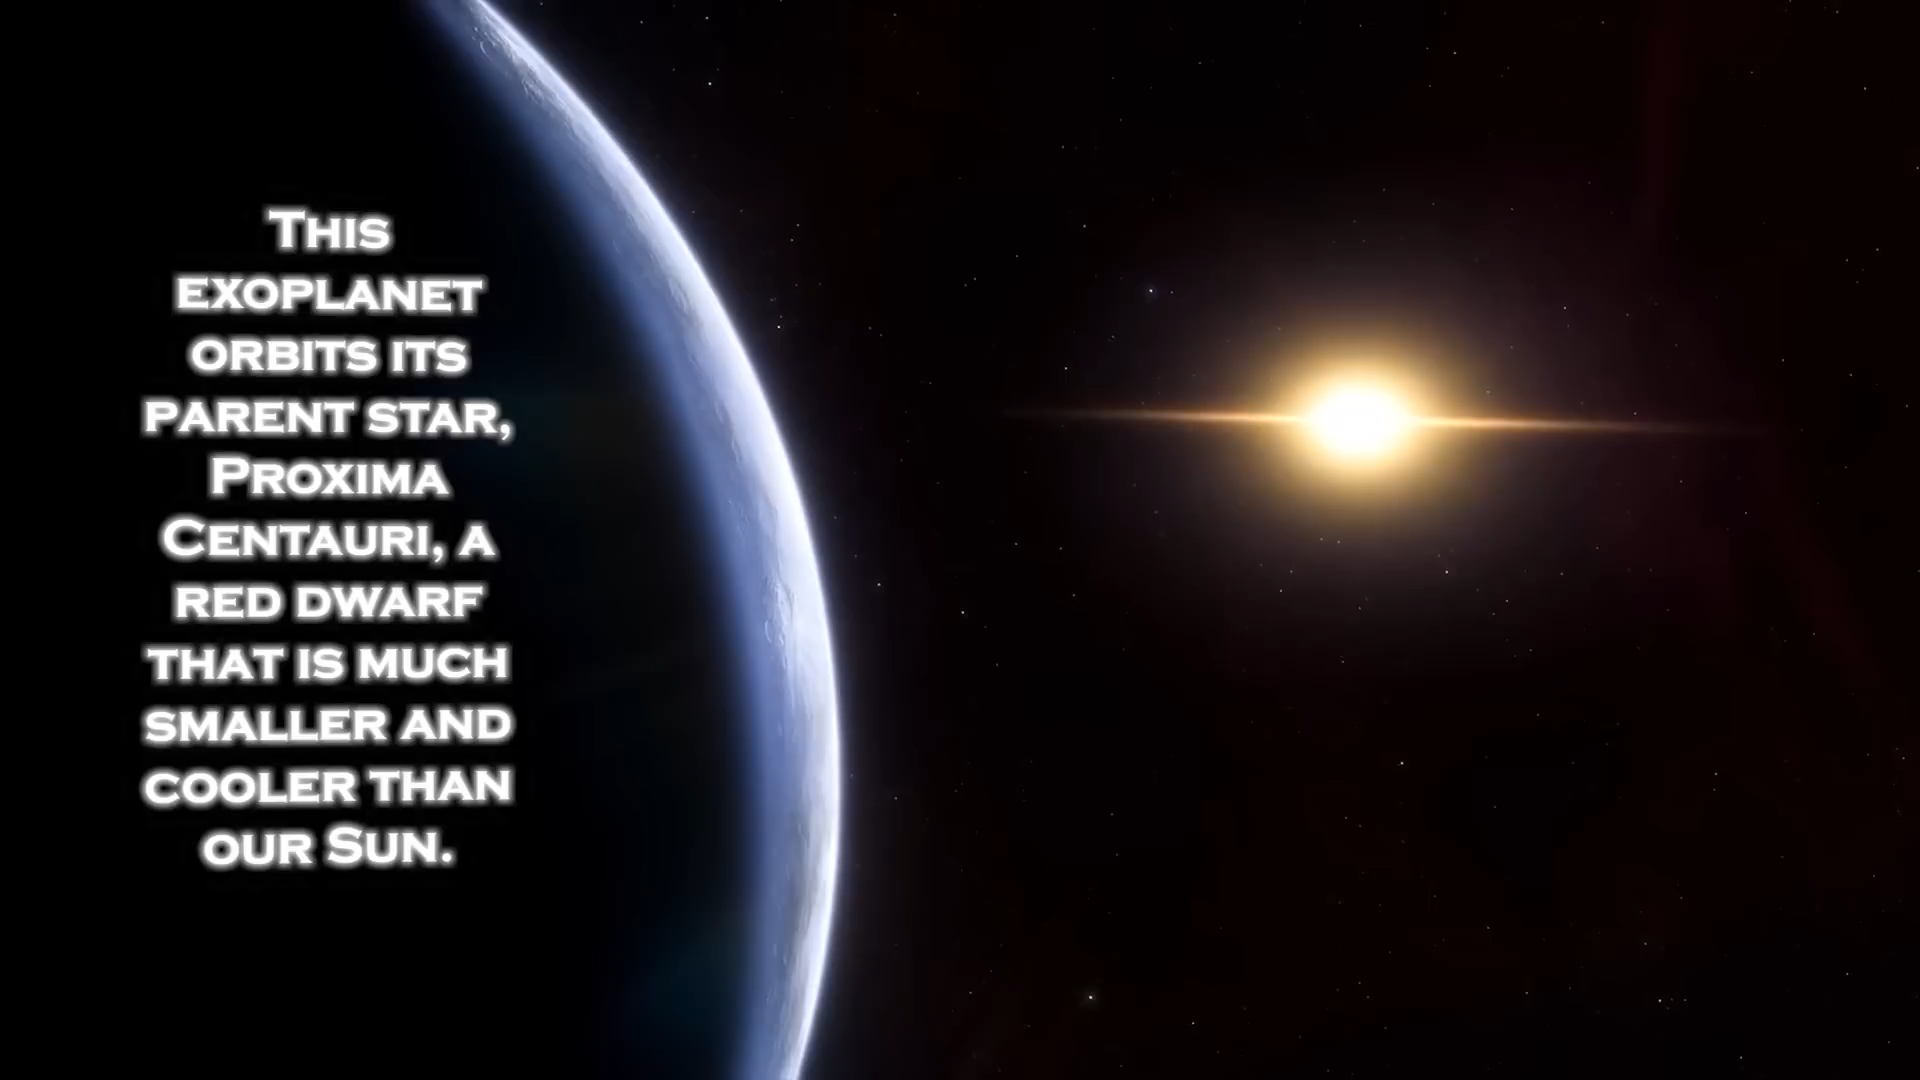 This
exoplanet
orbits its
parent star,
Proxima
Centauri, a
red dwarf
that is much
smaller and
cooler than
our Sun.